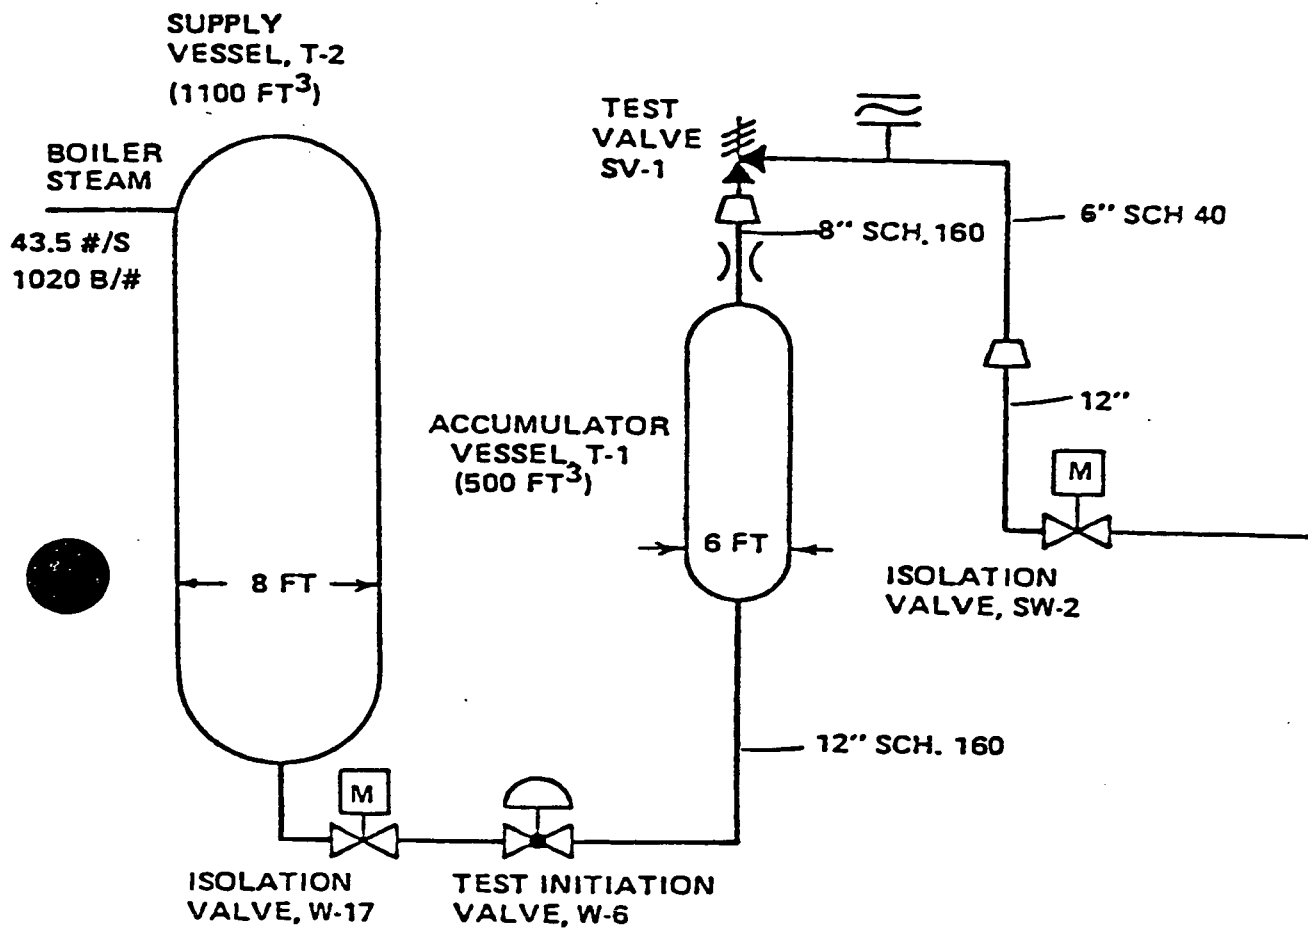 SUPPLY
VESSEL, T-2
(1100 FT³)
BOILER
STEAM
43.5 #/S
1020 B/#
8 FT
TEST
VALVE
SV-1
8" SCH. 160
6" SCH 40
12"
ACCUMULATOR
VESSEL, T-1
(500 FT³)
6 FT
M
ISOLATION
VALVE, SW-2
12" SCH. 160
M
ISOLATION
VALVE, W-17
TEST INITIATION
VALVE, W-6